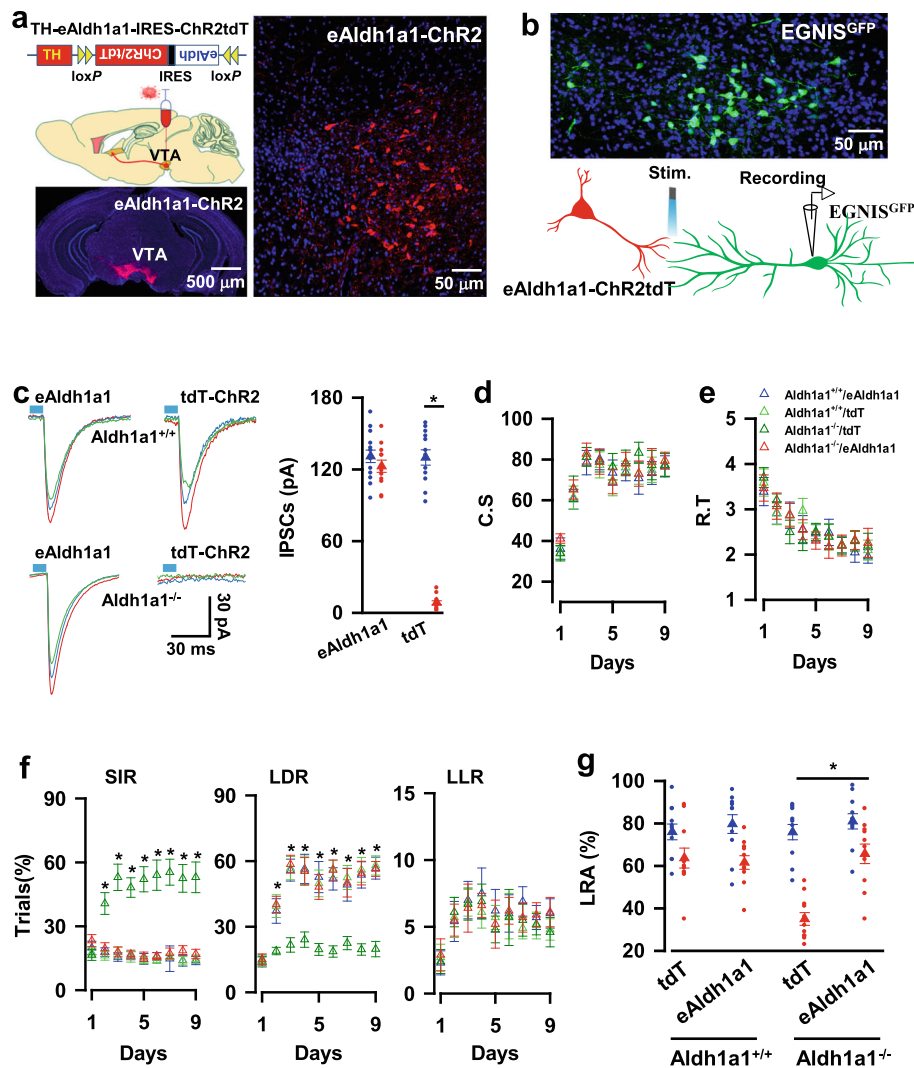 a
TH-eAldh1a1-IRES-ChR2tdT
TH
ChR2/tdT
eAldh
loxP
IRES
loxP
VTA
eAldh1a1-ChR2
VTA
500 μm
eAldh1a1-ChR2
50 μm
b
EGNIS^GFP
50 μm
Stim.
Recording
EGNIS^GFP
eAldh1a1-ChR2tdT
c
eAldh1a1
tdT-ChR2
Aldh1a1+/+
eAldh1a1
tdT-ChR2
Aldh1a1-/-
30 pA
30 ms
*
180
120
60
0
IPSCs (pA)
eAldh1a1
tdT
d
100
80
60
40
20
C.S
1
5
9
Days
e
Aldh1a1+/+/eAldh1a1
Aldh1a1+/+/tdT
Aldh1a1-/-/tdT
Aldh1a1-/-/eAldh1a1
5
4
3
2
1
R.T
1
5
9
Days
f
SIR
90
60
30
0
Trials(%)
* * * * * * * *
1
5
9
Days
LDR
90
60
30
0
* * * * * * * *
1
5
9
Days
LLR
15
10
5
0
1
5
9
Days
g
*
100
80
60
40
20
LRA (%)
tdT
eAldh1a1
tdT
eAldh1a1
Aldh1a1+/+
Aldh1a1-/-